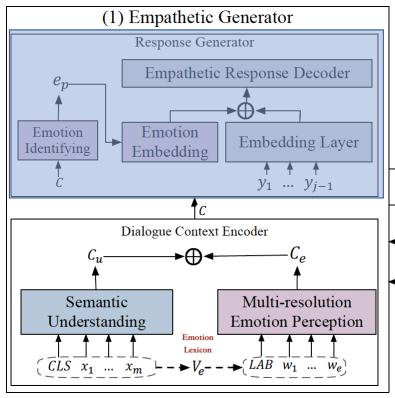 (1) Empathetic Generator
Response Generator
e_p
Empathetic Response Decoder
⊕
Emotion
Identifying
Emotion
Embedding
Embedding Layer
C
y_1 ... y_{j-1}
C
Dialogue Context Encoder
C_u
⊕
C_e
Semantic
Understanding
Multi-resolution
Emotion Perception
Emotion
Lexicon
CLS x_1 ... x_m
V_e
LAB w_1 ... w_e